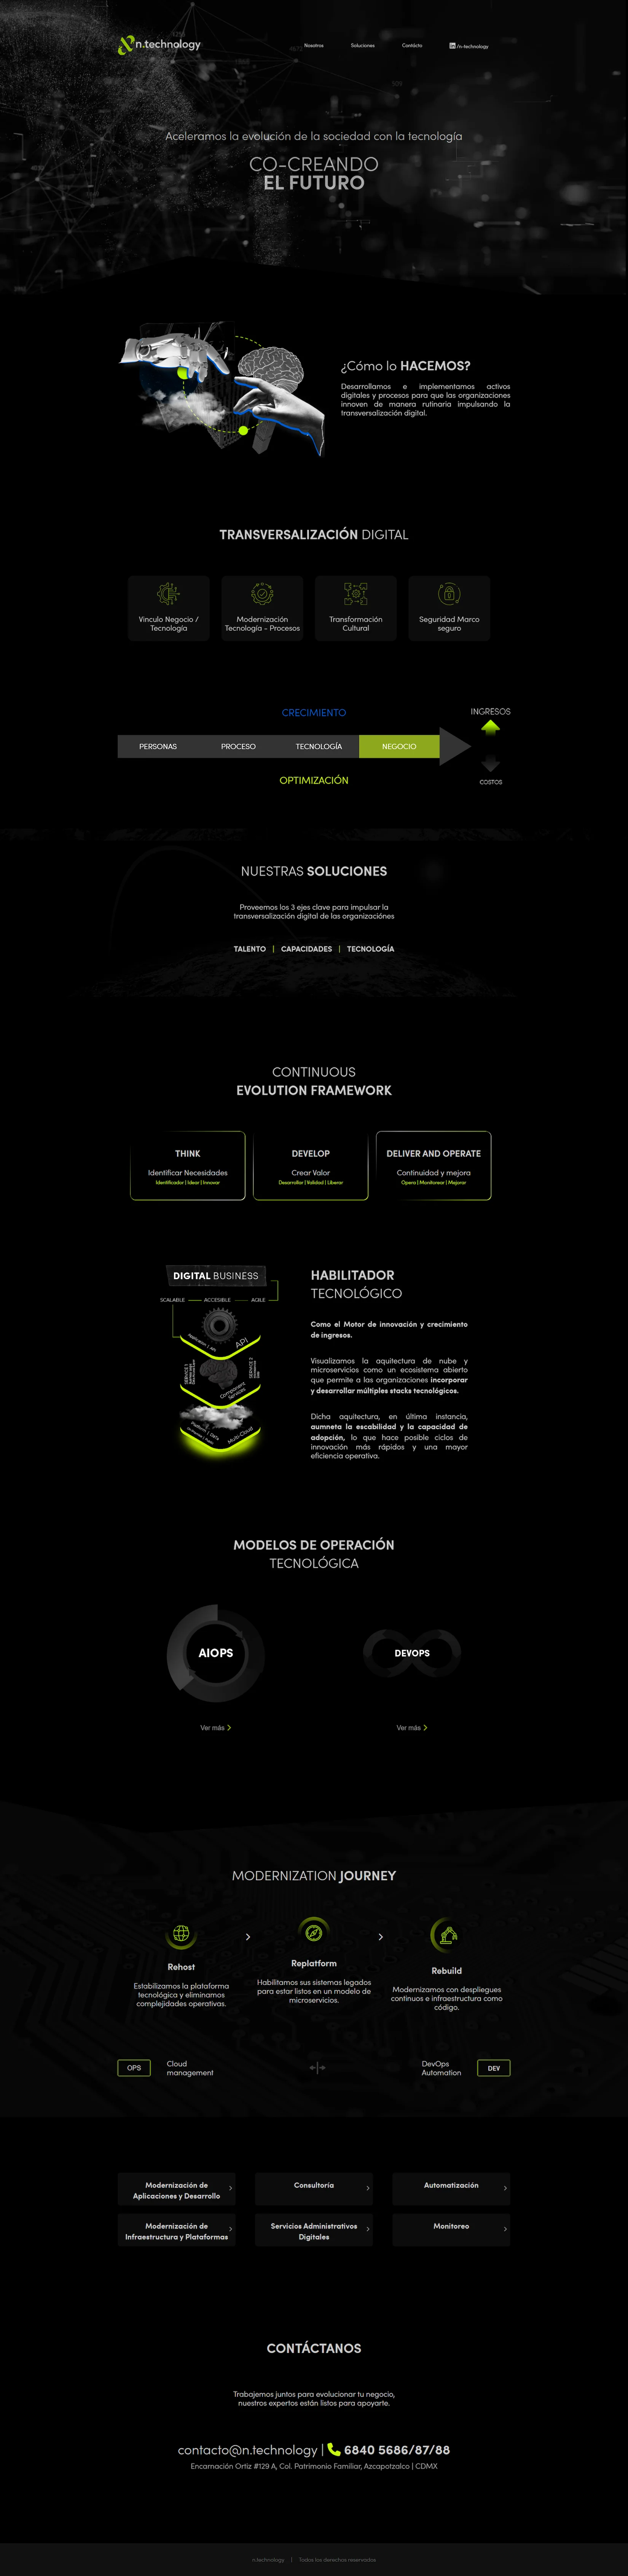 n.technology
Nosotros
Soluciones
Contácto
/n-technology
Aceleramos la evolución de la sociedad con la tecnología
CO-CREANDO
EL FUTURO
¿Cómo lo HACEMOS?
Desarrollamos e implementamos activos
digitales y procesos para que las organizaciones
innoven de manera rutinaria impulsando la
transversalización digital.
TRANSVERSALIZACIÓN DIGITAL
Vinculo Negocio /
Tecnología
Modernización
Tecnología - Procesos
Transformación
Cultural
Seguridad Marco
seguro
CRECIMIENTO
INGRESOS
PERSONAS
PROCESO
TECNOLOGÍA
NEGOCIO
OPTIMIZACIÓN
COSTOS
NUESTRAS SOLUCIONES
Proveemos los 3 ejes clave para impulsar la
transversalización digital de las organizaciónes
TALENTO | CAPACIDADES | TECNOLOGÍA
CONTINUOUS
EVOLUTION FRAMEWORK
THINK
Identificar Necesidades
Identificador | Idear | Innovar
DEVELOP
Crear Valor
Desarrollar | Validad | Liberar
DELIVER AND OPERATE
Continuidad y mejora
Opera | Monitorear | Mejorar
DIGITAL BUSINESS
SCALABLE
ACCESIBLE
AGILE
Application's API
API
SERVICE 1
SERVICE 2
Component
Services
Platform | Data
Multi-Cloud
HABILITADOR
TECNOLÓGICO
Como el Motor de innovación y crecimiento
de ingresos.
Visualizamos la aquitectura de nube y
microservicios como un ecosistema abierto
que permite a las organizaciones incorporar
y desarrollar múltiples stacks tecnológicos.
Dicha aquitectura, en última instancia,
aumneta la escabilidad y la capacidad de
adopción, lo que hace posible ciclos de
innovación más rápidos y una mayor
eficiencia operativa.
MODELOS DE OPERACIÓN
TECNOLÓGICA
AIOPS
DEVOPS
Ver más
Ver más
MODERNIZATION JOURNEY
Rehost
Estabilizamos la plataforma
tecnológica y eliminamos
complejidades operativas.
Replatform
Habilitamos sus sistemas legados
para estar listos en un modelo de
microservicios.
Rebuild
Modernizamos con despliegues
continuos e infraestructura como
código.
OPS
Cloud
management
DevOps
Automation
DEV
Modernización de
Aplicaciones y Desarrollo
Consultoría
Automatización
Modernización de
Infraestructura y Plataformas
Servicios Administrativos
Digitales
Monitoreo
CONTÁCTANOS
Trabajemos juntos para evolucionar tu negocio,
nuestros expertos están listos para apoyarte.
contacto@n.technology | 6840 5686/87/88
Encarnación Ortiz #129 A, Col. Patrimonio Familiar, Azcapotzalco | CDMX
n.technology | Todos los derechos reservados